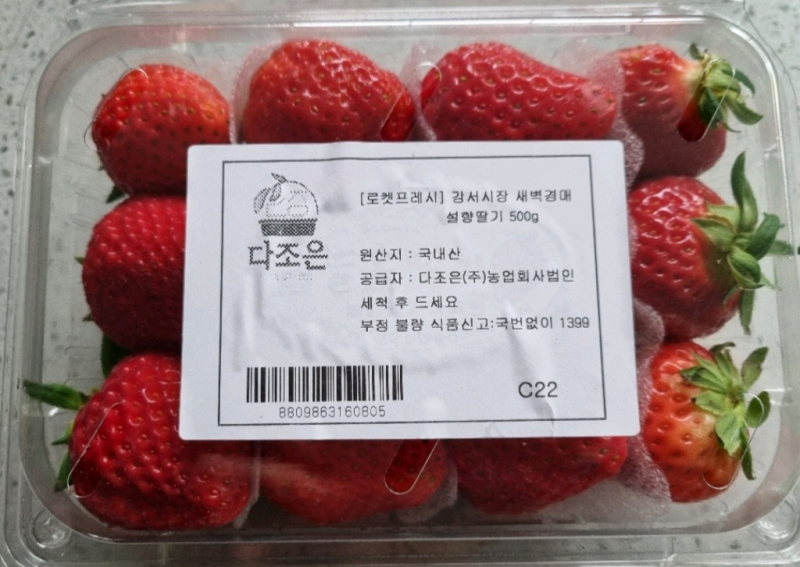 [로켓프레시] 강서시장 새벽경매
설향딸기 500g
다조은
원산지 : 국내산
공급자 : 다조은(주)농업회사법인
세척 후 드세요
부정 불량 식품신고:국번없이 1399
8809863160805
C22